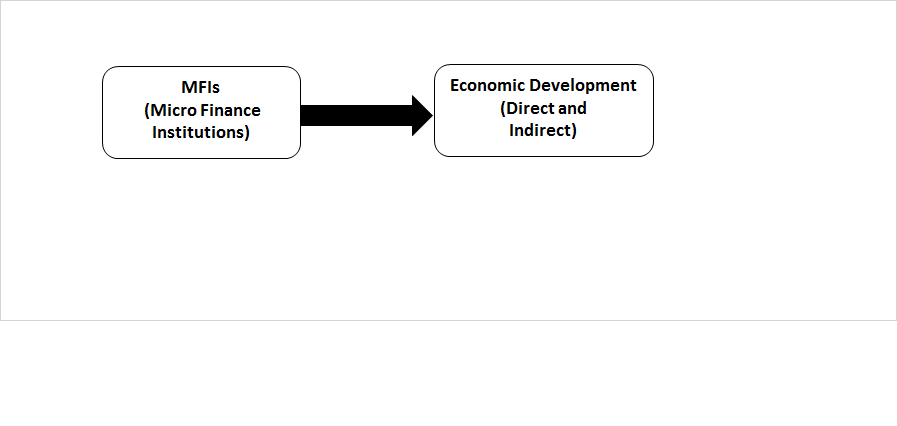 MFIs
(Micro Finance
Institutions)
Economic Development
(Direct and
Indirect)